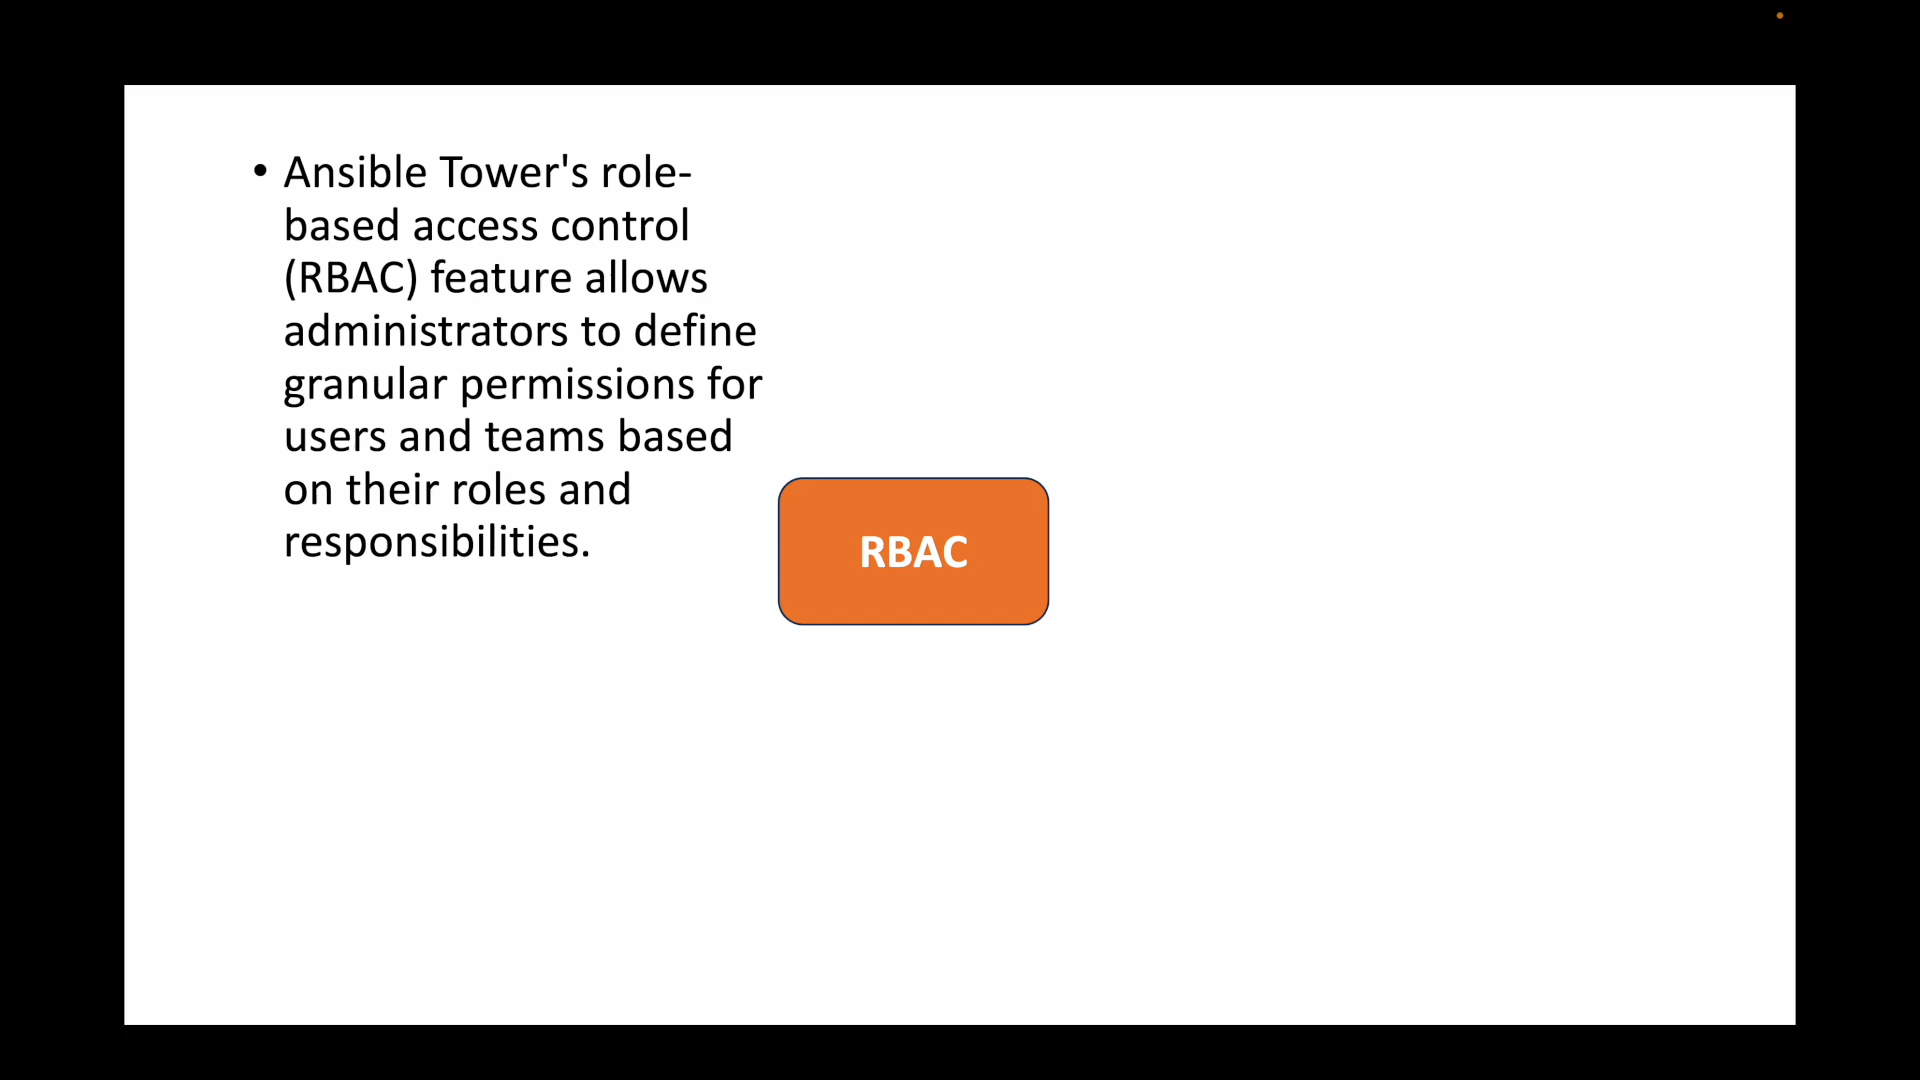 • Ansible Tower's role-
based access control
(RBAC) feature allows
administrators to define
granular permissions for
users and teams based
on their roles and
responsibilities.
RBAC